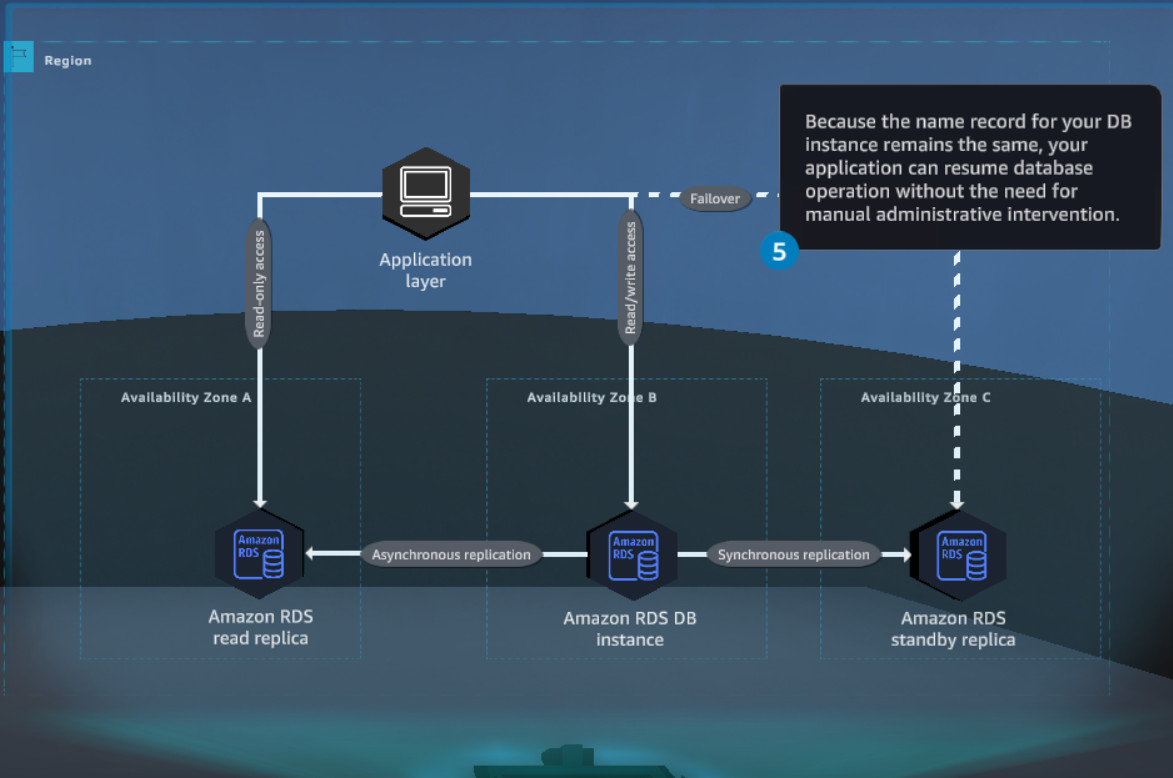 Region
Because the name record for your DB
instance remains the same, your
application can resume database
operation without the need for
manual administrative intervention.
5
Failover
Application
layer
Read-only access
Read/write access
Availability Zone A
Availability Zone B
Availability Zone C
Amazon
RDS
Asynchronous replication
Amazon
RDS
Synchronous replication
Amazon
RDS
Amazon RDS
read replica
Amazon RDS DB
instance
Amazon RDS
standby replica